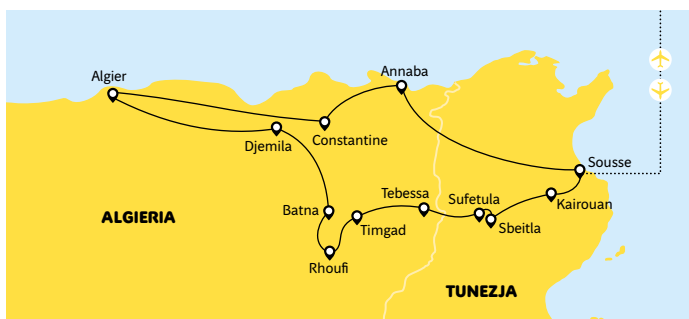 Annaba
Algier
Constantine
Djemila
Sousse
Tebessa
Sufetula
Kairouan
Batna
ALGIERIA
Timgad
Sbeitla
Rhoufi
TUNEZJA